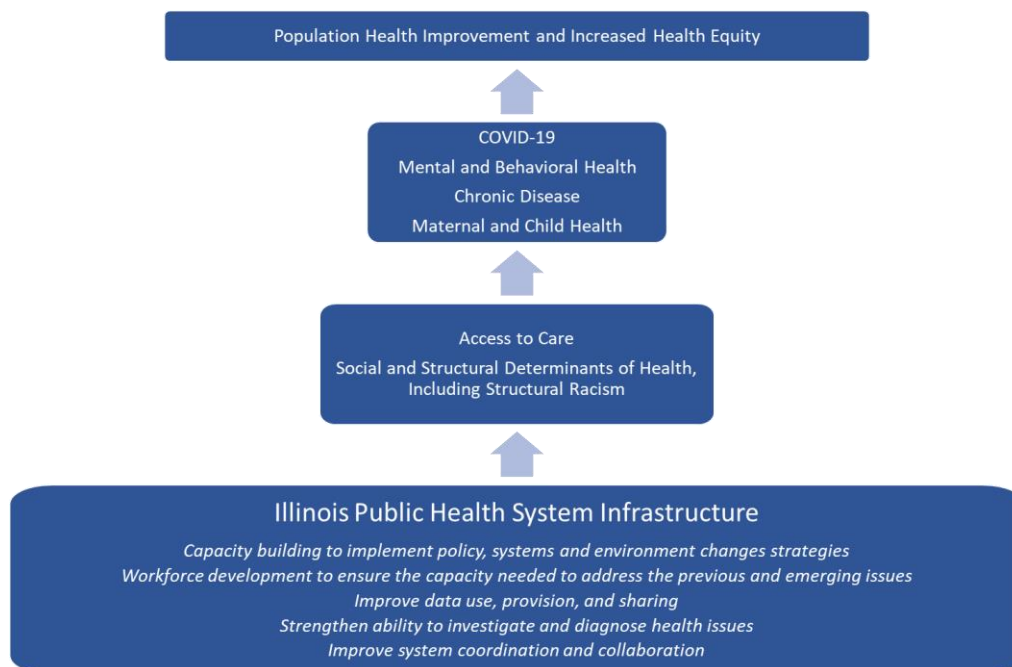 Population Health Improvement and Increased Health Equity
COVID-19
Mental and Behavioral Health
Chronic Disease
Maternal and Child Health
Access to Care
Social and Structural Determinants of Health,
Including Structural Racism
Illinois Public Health System Infrastructure
Capacity building to implement policy, systems and environment changes strategies
Workforce development to ensure the capacity needed to address the previous and emerging issues
Improve data use, provision, and sharing
Strengthen ability to investigate and diagnose health issues
Improve system coordination and collaboration